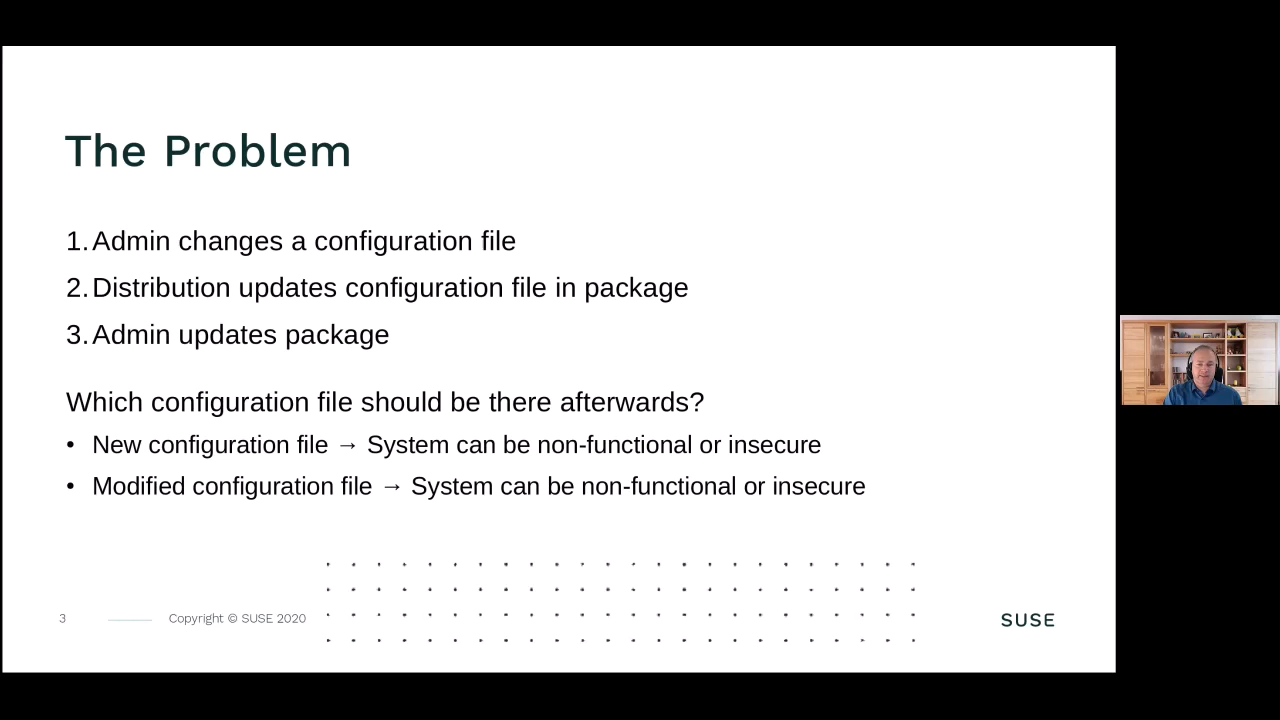 The Problem
1. Admin changes a configuration file
2. Distribution updates configuration file in package
3. Admin updates package
Which configuration file should be there afterwards?
• New configuration file → System can be non-functional or insecure
• Modified configuration file → System can be non-functional or insecure
3 Copyright © SUSE 2020 SUSE